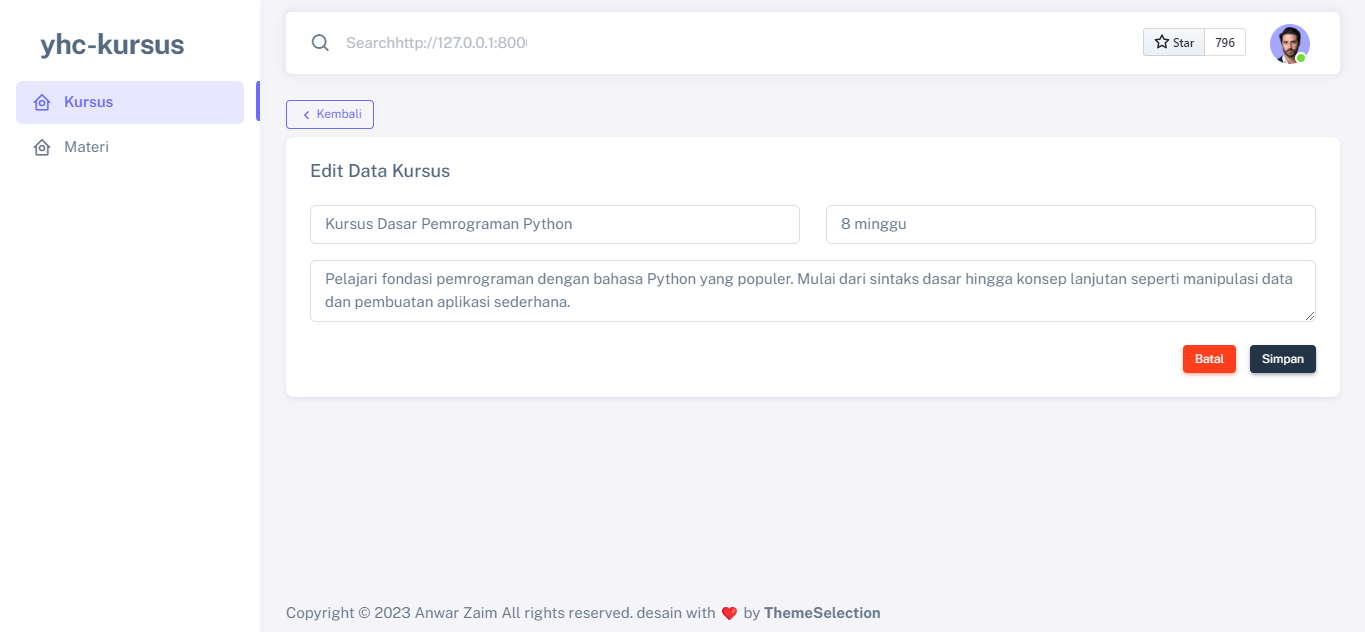 yhc-kursus
Kursus
Materi
Searchhttp://127.0.0.1:800
Star
796
Kembali
Edit Data Kursus
Kursus Dasar Pemrograman Python
8 minggu
Pelajari fondasi pemrograman dengan bahasa Python yang populer. Mulai dari sintaks dasar hingga konsep lanjutan seperti manipulasi data
dan pembuatan aplikasi sederhana.
Batal
Simpan
Copyright © 2023 Anwar Zaim All rights reserved. desain with ❤️ by ThemeSelection